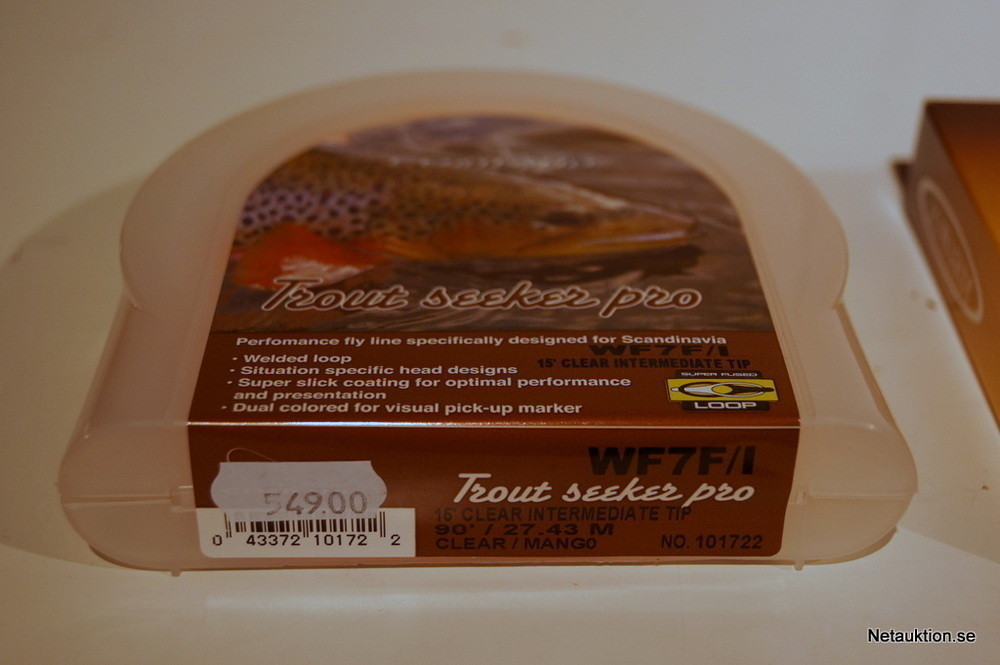 Trout seeker pro
Perfomance fly line specifically designed for Scandinavia
WF7F/I
15' CLEAR INTERMEDIATE TIP
• Welded loop
• Situation specific head designs
• Super slick coating for optimal performance
and presentation
• Dual colored for visual pick-up marker
SUPER FUSED
LOOP
WF7F/I
Trout seeker pro
15' CLEAR INTERMEDIATE TIP
90' / 27.43 M
CLEAR / MANGO
NO. 101722
549.00
0 43372 10172 2
Netauktion.se